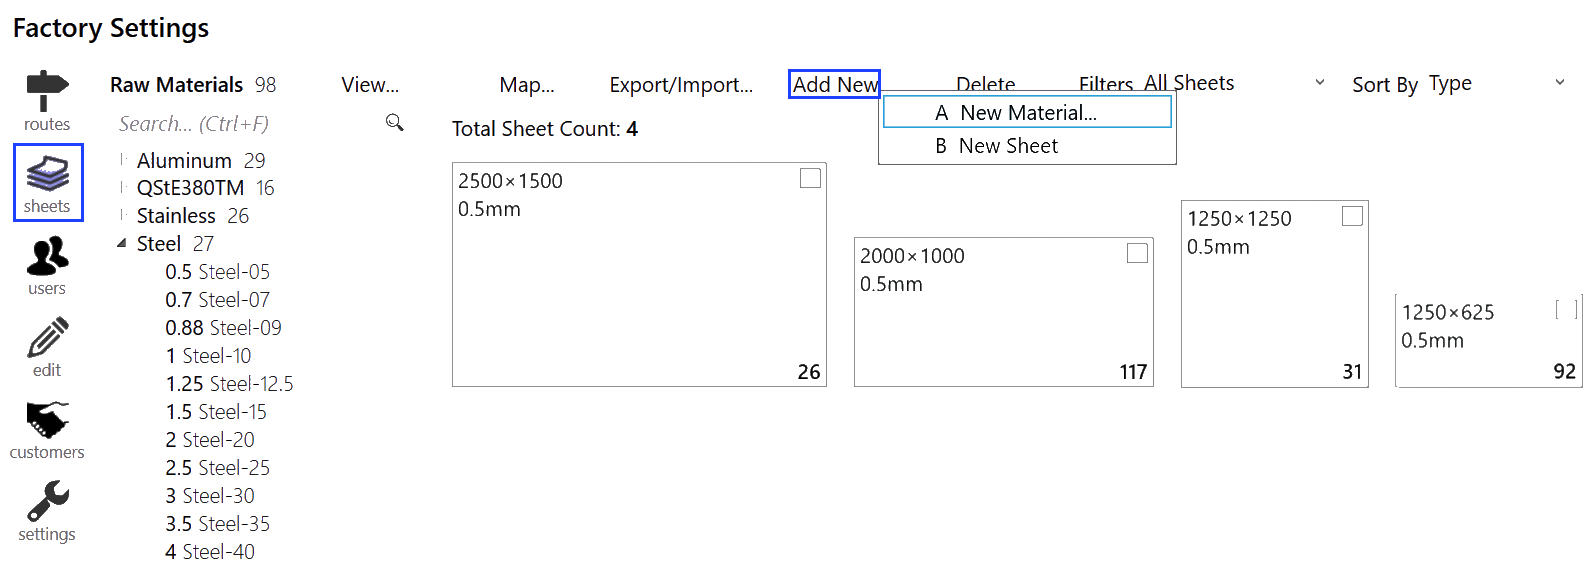 Factory Settings
routes
sheets
users
edit
customers
settings
Raw Materials 98
View...
Map...
Export/Import...
Add New
Delete
Filters All Sheets
Sort By Type
Search... (Ctrl+F)
Aluminum 29
QStE380TM 16
Stainless 26
Steel 27
0.5 Steel-05
0.7 Steel-07
0.88 Steel-09
1 Steel-10
1.25 Steel-12.5
1.5 Steel-15
2 Steel-20
2.5 Steel-25
3 Steel-30
3.5 Steel-35
4 Steel-40
A New Material...
B New Sheet
Total Sheet Count: 4
2500×1500
0.5mm
26
2000×1000
0.5mm
117
1250×1250
0.5mm
31
1250×625
0.5mm
92